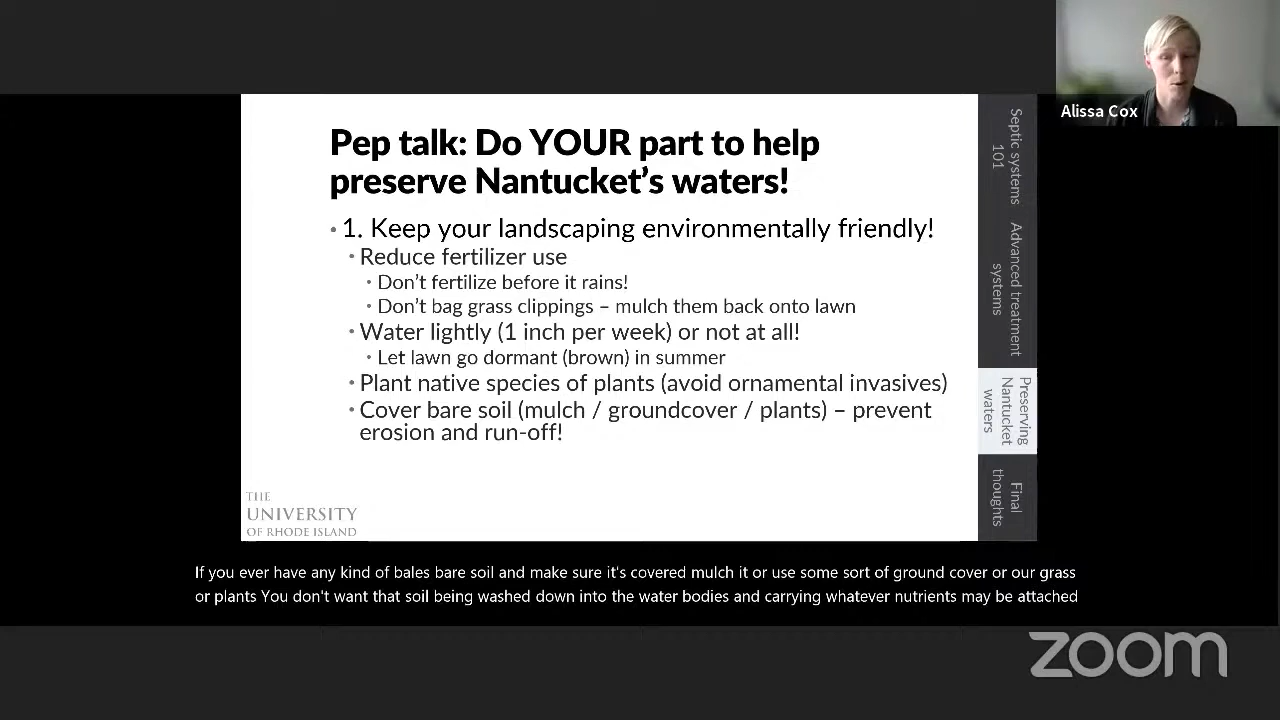 Alissa Cox
Pep talk: Do YOUR part to help
preserve Nantucket's waters!
• 1. Keep your landscaping environmentally friendly!
• Reduce fertilizer use
• Don't fertilize before it rains!
• Don't bag grass clippings – mulch them back onto lawn
• Water lightly (1 inch per week) or not at all!
• Let lawn go dormant (brown) in summer
• Plant native species of plants (avoid ornamental invasives)
• Cover bare soil (mulch / groundcover / plants) – prevent
erosion and run-off!
Septic systems
101
Advanced treatment
systems
Preserving
Nantucket
waters
Final
thoughts
THE
UNIVERSITY
OF RHODE ISLAND
If you ever have any kind of bales bare soil and make sure it's covered mulch it or use some sort of ground cover or our grass
or plants You don't want that soil being washed down into the water bodies and carrying whatever nutrients may be attached
zoom